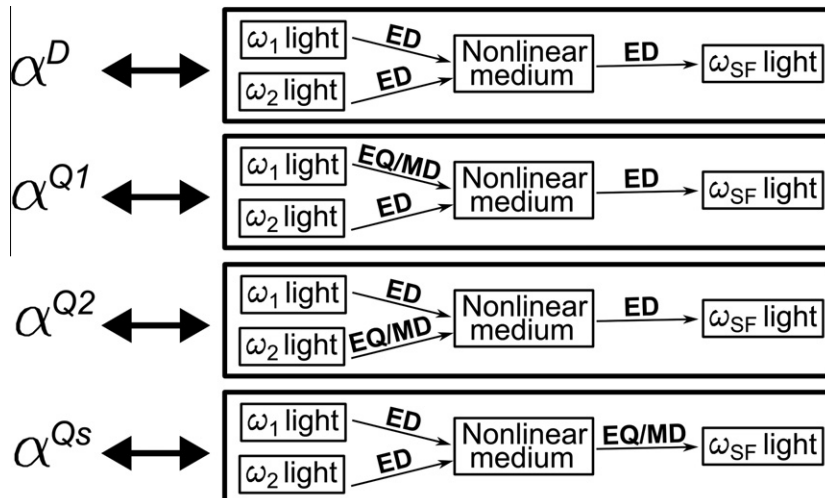 α^D
ω₁ light
ED
ω₂ light
ED
Nonlinear
medium
ED
ω_SF light
α^Q1
ω₁ light
EQ/MD
ω₂ light
ED
Nonlinear
medium
ED
ω_SF light
α^Q2
ω₁ light
ED
ω₂ light
EQ/MD
Nonlinear
medium
ED
ω_SF light
α^Qs
ω₁ light
ED
ω₂ light
ED
Nonlinear
medium
EQ/MD
ω_SF light